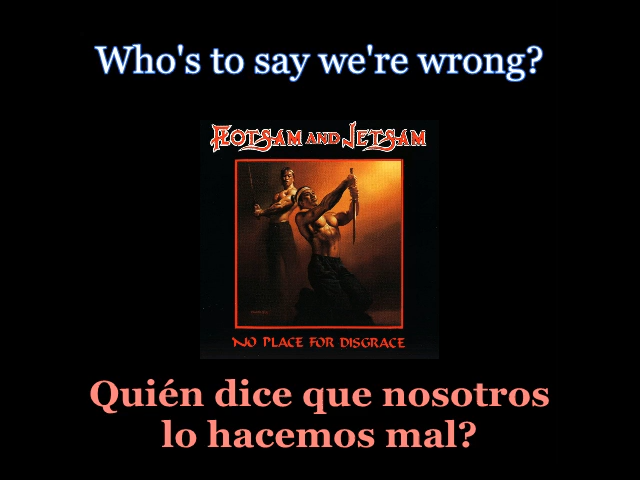 Who's to say we're wrong?
FLOTSAM AND JETSAM
NO PLACE FOR DISGRACE
Quién dice que nosotros
lo hacemos mal?